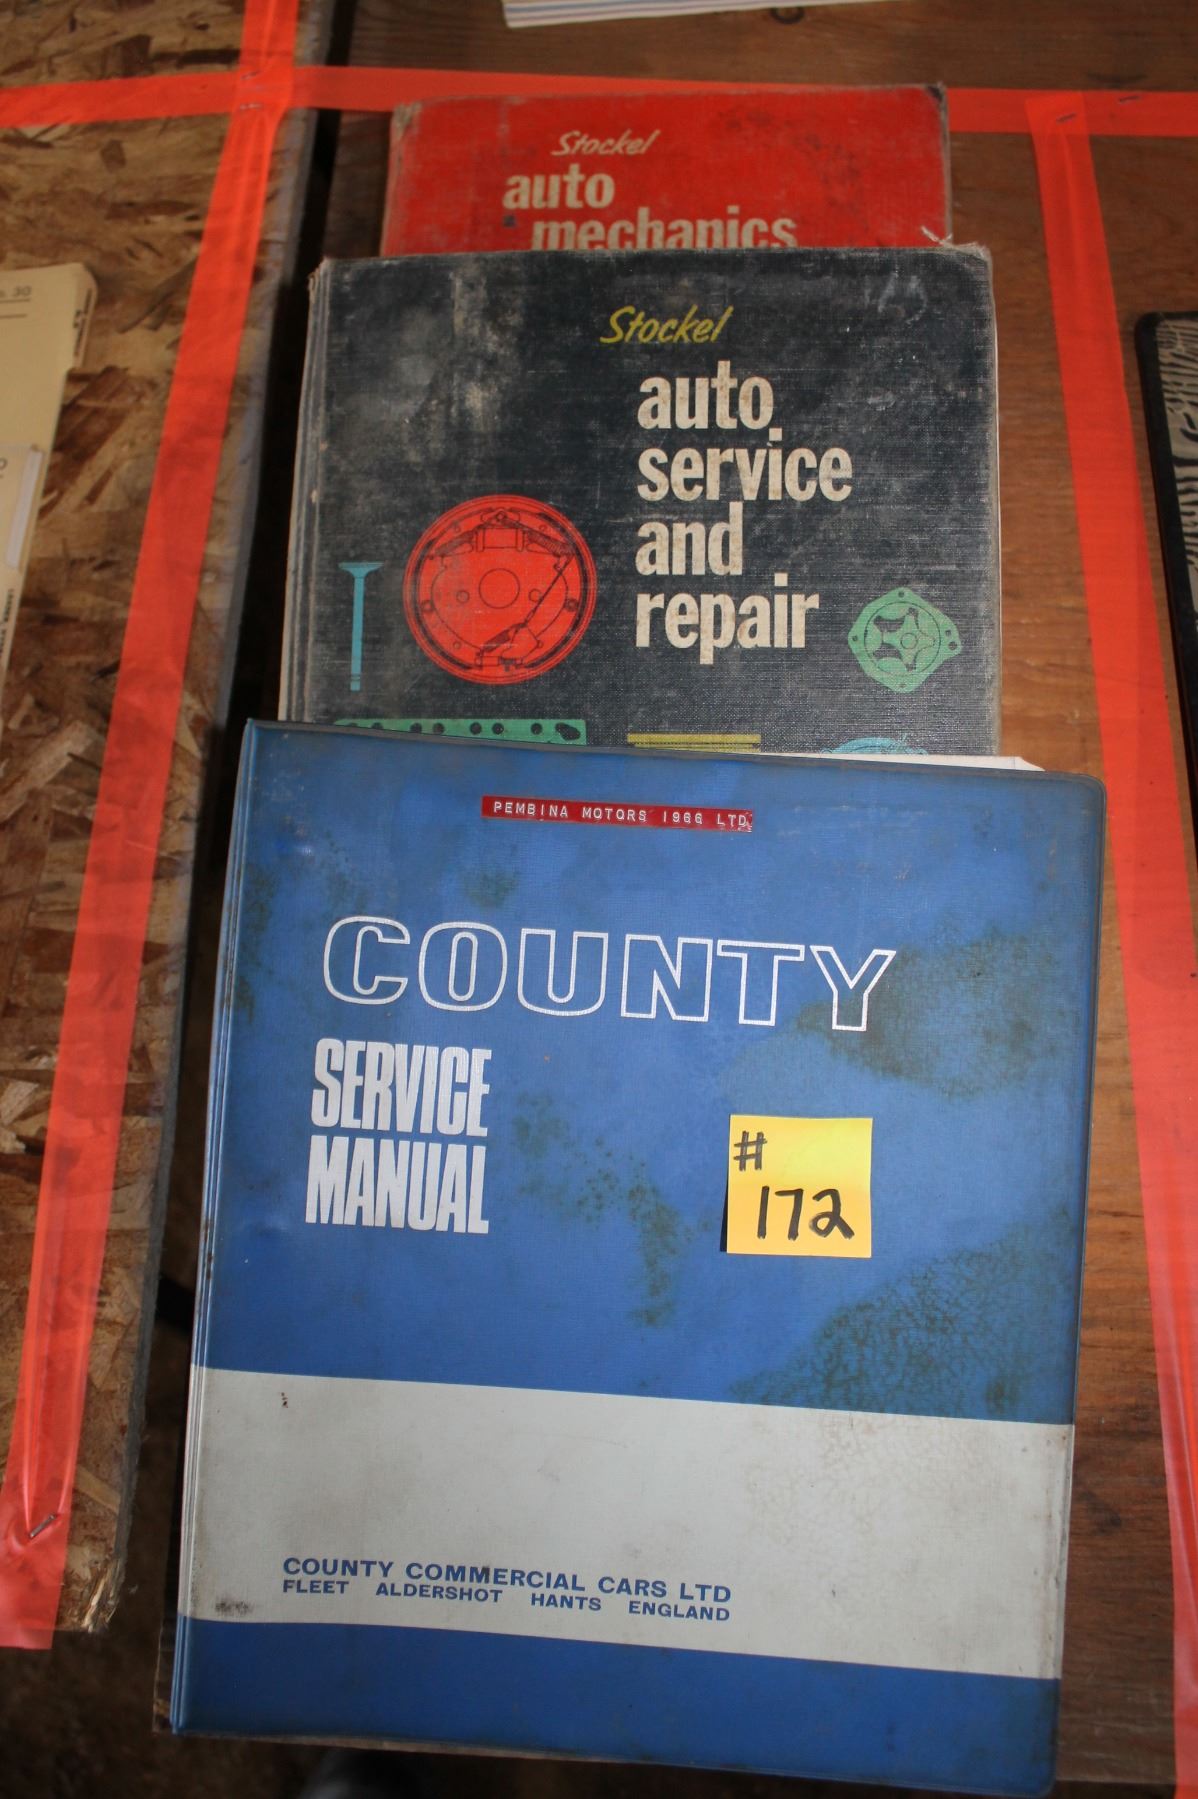 Stockel
auto
mechanics
Stockel
auto
service
and
repair
PEMBINA MOTORS 1966 LTD
COUNTY
SERVICE
MANUAL
#
172
COUNTY COMMERCIAL CARS LTD
FLEET ALDERSHOT HANTS ENGLAND
30